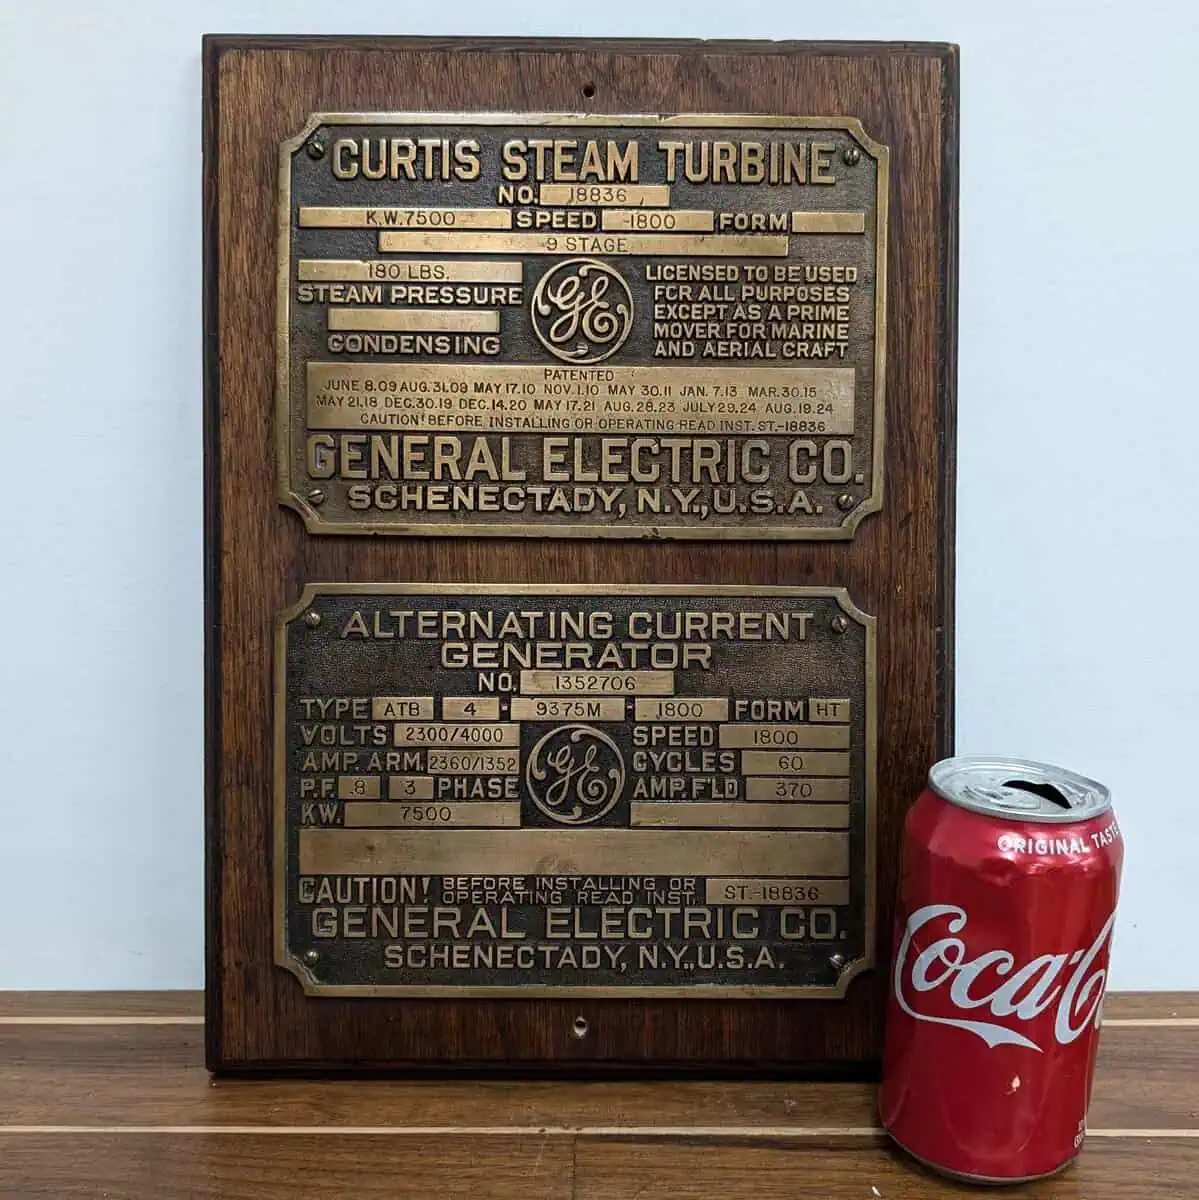 CURTIS STEAM TURBINE
NO. 18836
K.W. 7500 SPEED 1800 FORM
9 STAGE
180 LBS.
STEAM PRESSURE
CONDENSING
GE
LICENSED TO BE USED
FOR ALL PURPOSES
EXCEPT AS A PRIME
MOVER FOR MARINE
AND AERIAL CRAFT
PATENTED
JUNE 8.09 AUG.31.09 MAY 17.10 NOV.1.10 MAY 30.11 JAN.7.13 MAR.30.15
MAY 21.18 DEC.30.19 DEC.14.20 MAY 17.21 AUG.28.23 JULY 29.24 AUG.19.24
CAUTION! BEFORE INSTALLING OR OPERATING READ INST. ST.-18836
GENERAL ELECTRIC CO.
SCHENECTADY, N.Y., U.S.A.
ALTERNATING CURRENT
GENERATOR
NO. 1352706
TYPE ATB 4 - 9375M - 1800 FORM HT
VOLTS 2300/4000
AMP. ARM. 2360/1352
P.F. .8 3 PHASE
KW. 7500
GE
SPEED 1800
CYCLES 60
AMP. F'LD 370
CAUTION! BEFORE INSTALLING OR
OPERATING READ INST. ST.-18836
GENERAL ELECTRIC CO.
SCHENECTADY, N.Y., U.S.A.
ORIGINAL TASTE
Coca-C